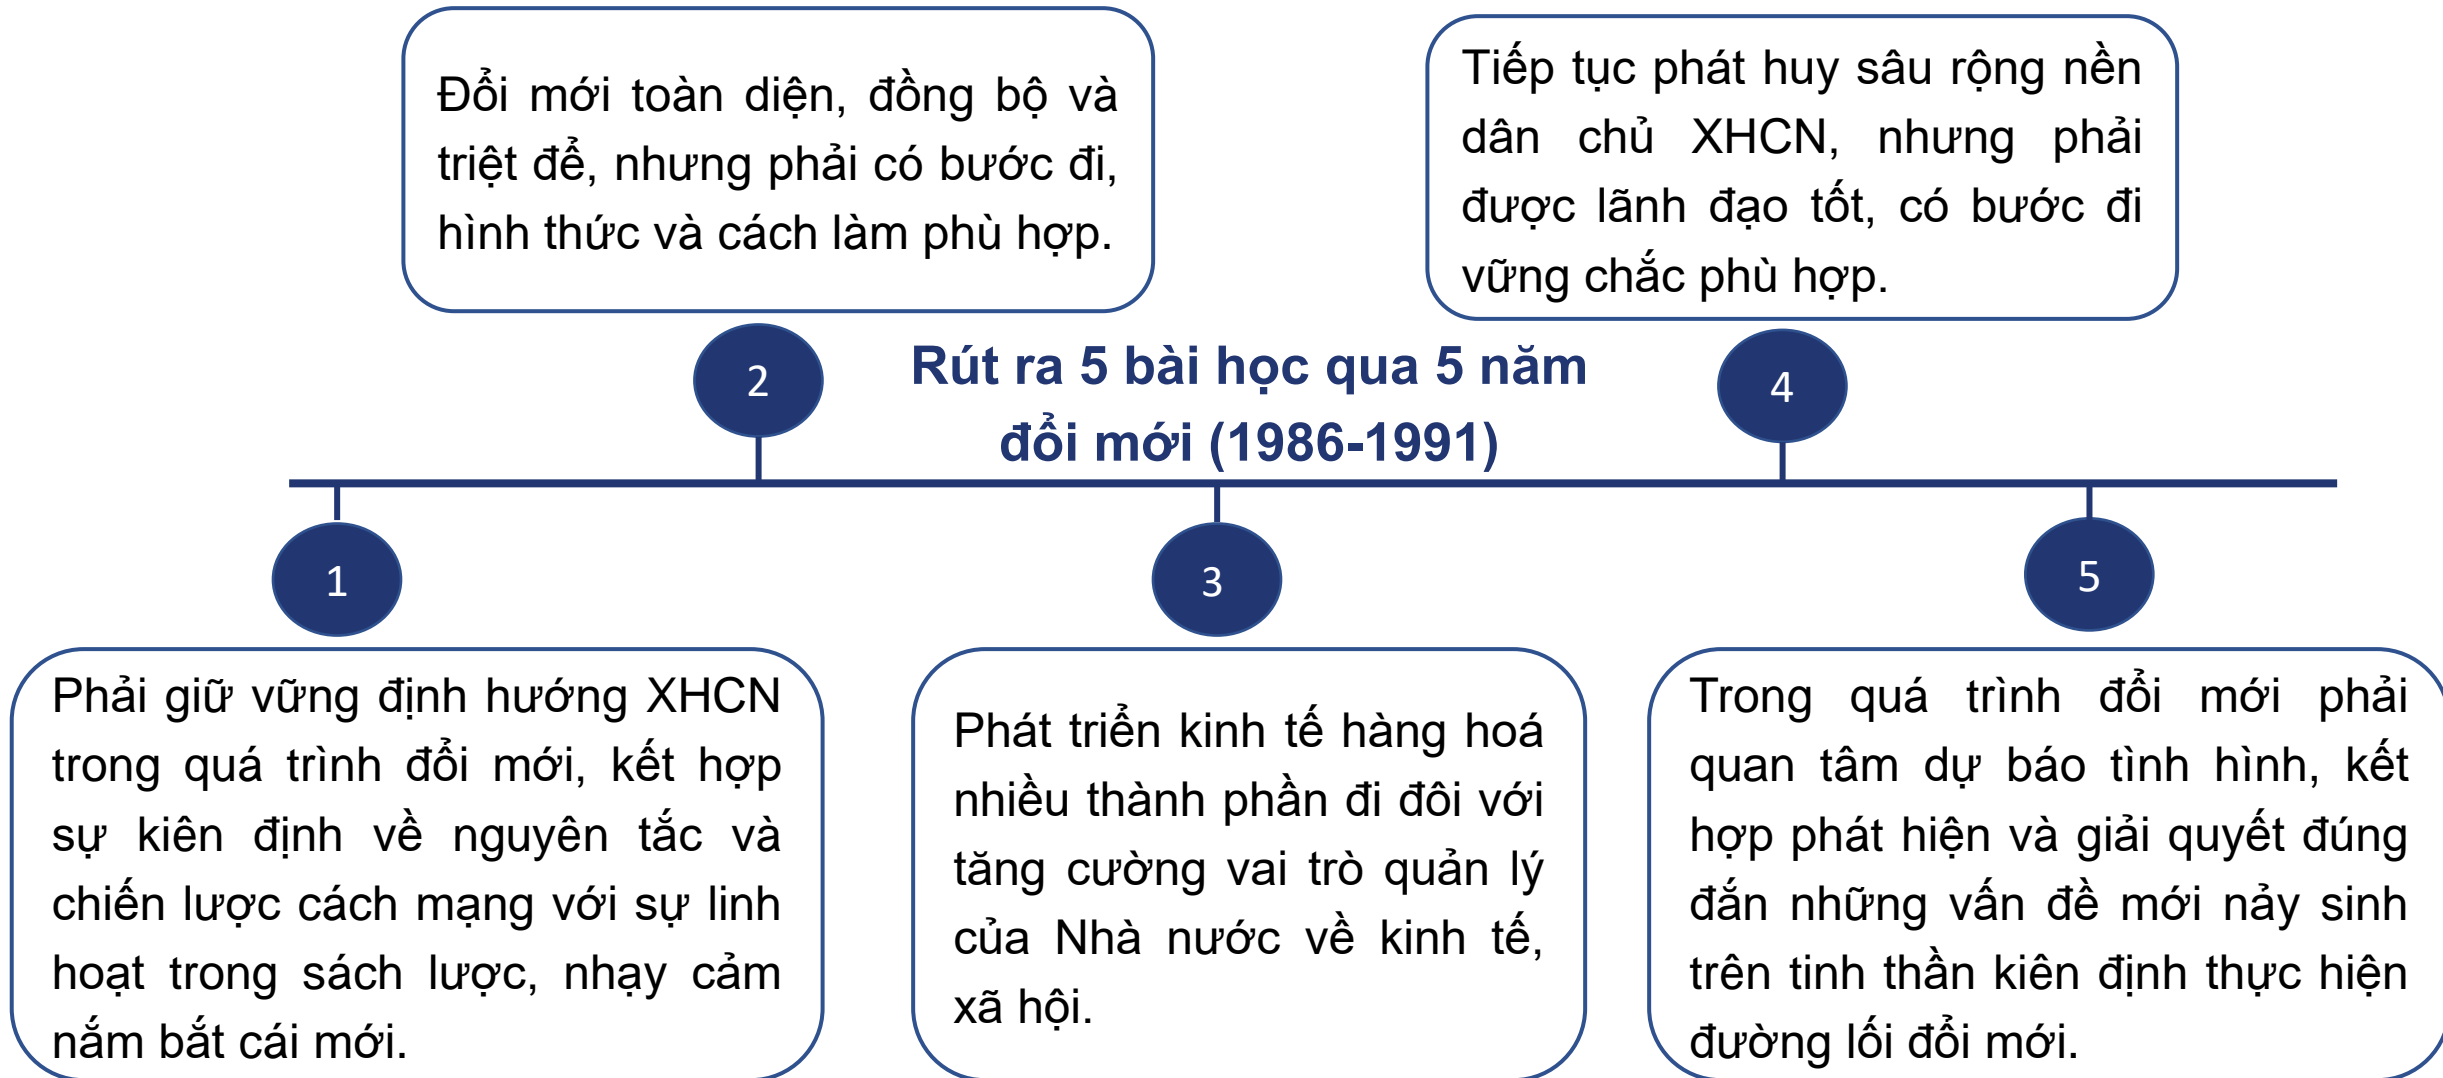 Rút ra 5 bài học qua 5 năm
đổi mới (1986-1991)
1
Phải giữ vững định hướng XHCN
trong quá trình đổi mới, kết hợp
sự kiên định về nguyên tắc và
chiến lược cách mạng với sự linh
hoạt trong sách lược, nhạy cảm
nắm bắt cái mới.
2
Đổi mới toàn diện, đồng bộ và
triệt để, nhưng phải có bước đi,
hình thức và cách làm phù hợp.
3
Phát triển kinh tế hàng hoá
nhiều thành phần đi đôi với
tăng cường vai trò quản lý
của Nhà nước về kinh tế,
xã hội.
4
Tiếp tục phát huy sâu rộng nền
dân chủ XHCN, nhưng phải
được lãnh đạo tốt, có bước đi
vững chắc phù hợp.
5
Trong quá trình đổi mới phải
quan tâm dự báo tình hình, kết
hợp phát hiện và giải quyết đúng
đắn những vấn đề mới nảy sinh
trên tinh thần kiên định thực hiện
đường lối đổi mới.